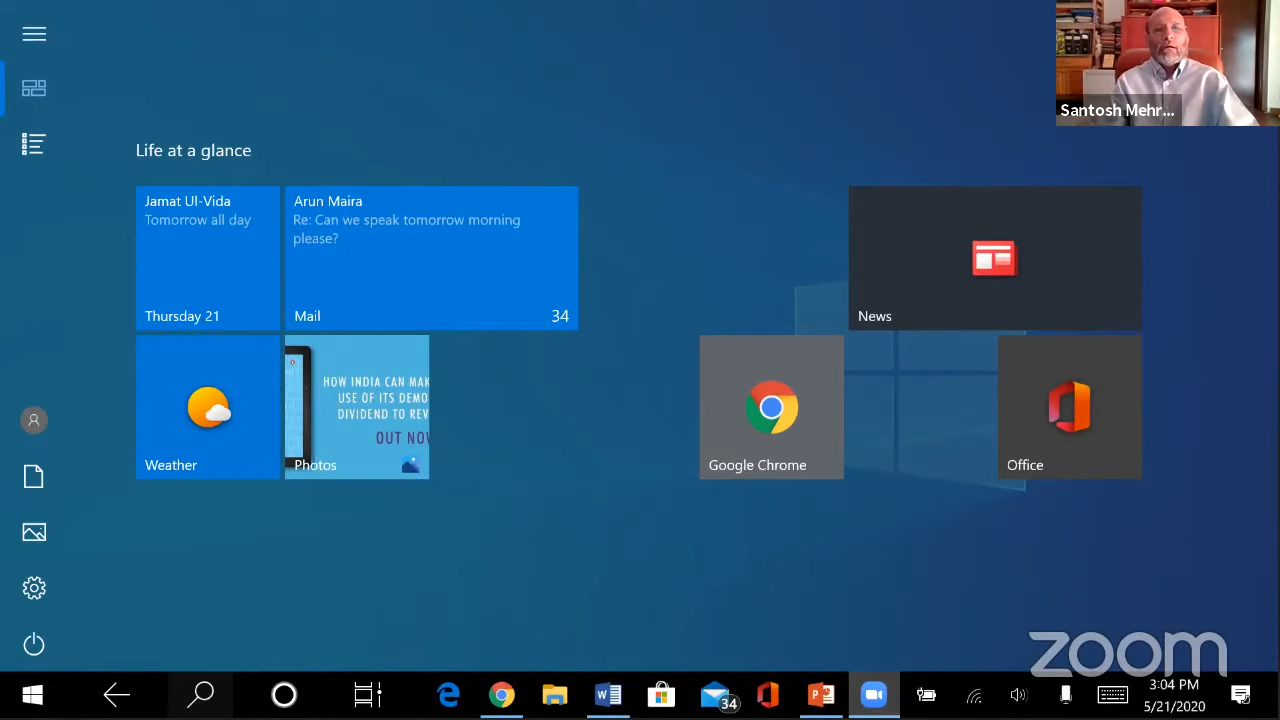 Santosh Mehr...
Life at a glance
Jamat Ul-Vida
Tomorrow all day
Thursday 21
Arun Maira
Re: Can we speak tomorrow morning
please?
Mail
34
News
Weather
HOW INDIA CAN MAK
USE OF ITS DEMO
DIVIDEND TO REV
OUT NOW
Photos
Google Chrome
Office
zoom
34
3:04 PM
5/21/2020